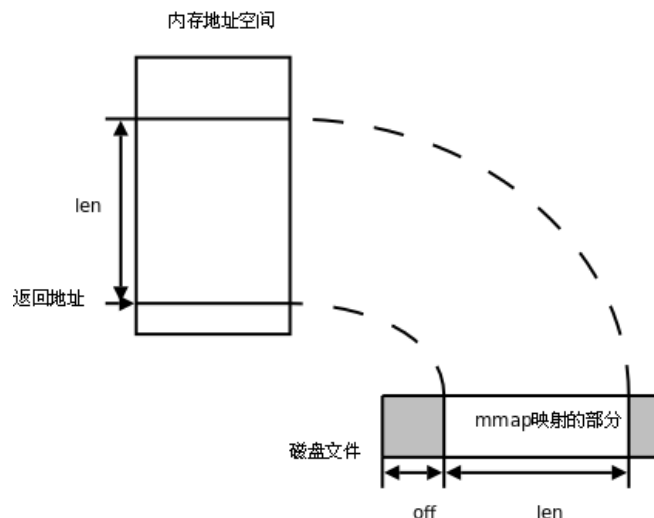 内存地址空间
len
返回地址
mmap映射的部分
磁盘文件
off
len